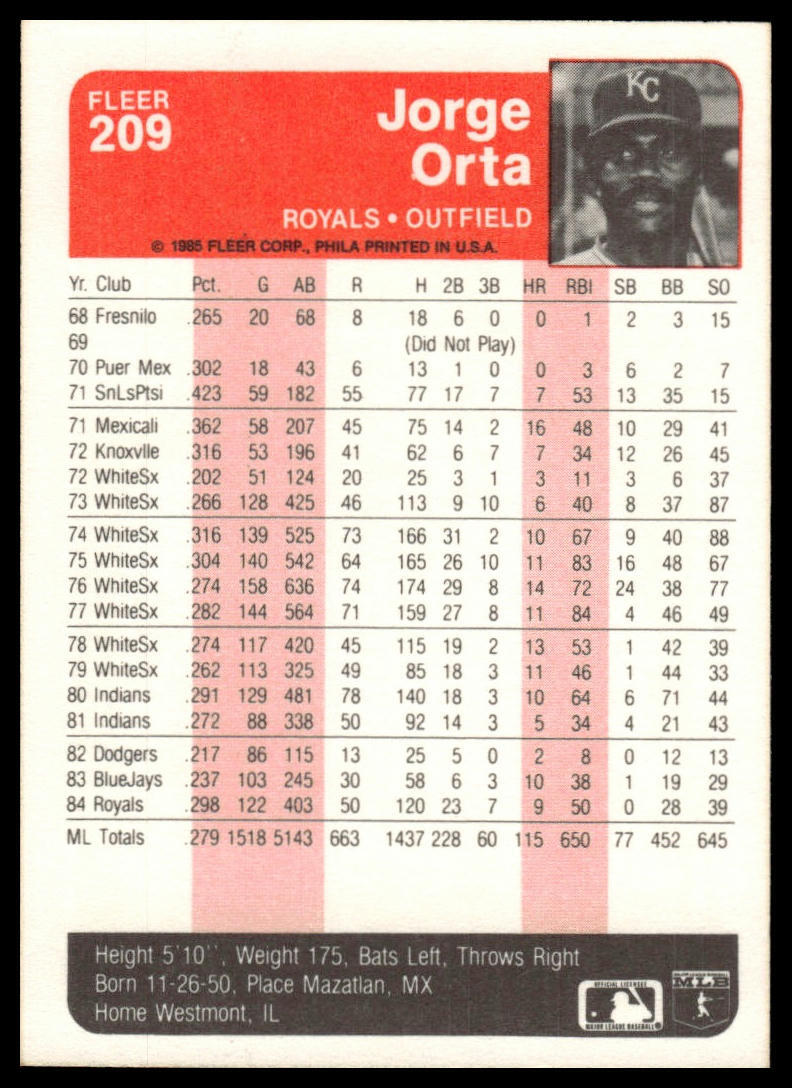 FLEER
209
Jorge
Orta
KC
ROYALS • OUTFIELD
© 1985 FLEER CORP., PHILA PRINTED IN U.S.A.
Yr. Club Pct. G AB R H 2B 3B HR RBI SB BB SO
68 Fresnilo .265 20 68 8 18 6 0 0 1 2 3 15
69 (Did Not Play)
70 Puer Mex .302 18 43 6 13 1 0 0 3 6 2 7
71 SnLsPtsi .423 59 182 55 77 17 7 7 53 13 35 15
71 Mexicali .362 58 207 45 75 14 2 16 48 10 29 41
72 Knoxvlle .316 53 196 41 62 6 7 7 34 12 26 45
72 WhiteSx .202 51 124 20 25 3 1 3 11 3 6 37
73 WhiteSx .266 128 425 46 113 9 10 6 40 8 37 87
74 WhiteSx .316 139 525 73 166 31 2 10 67 9 40 88
75 WhiteSx .304 140 542 64 165 26 10 11 83 16 48 67
76 WhiteSx .274 158 636 74 174 29 8 14 72 24 38 77
77 WhiteSx .282 144 564 71 159 27 8 11 84 4 46 49
78 WhiteSx .274 117 420 45 115 19 2 13 53 1 42 39
79 WhiteSx .262 113 325 49 85 18 3 11 46 1 44 33
80 Indians .291 129 481 78 140 18 3 10 64 6 71 44
81 Indians .272 88 338 50 92 14 3 5 34 4 21 43
82 Dodgers .217 86 115 13 25 5 0 2 8 0 12 13
83 BlueJays .237 103 245 30 58 6 3 10 38 1 19 29
84 Royals .298 122 403 50 120 23 7 9 50 0 28 39
ML Totals .279 1518 5143 663 1437 228 60 115 650 77 452 645
Height 5'10'', Weight 175, Bats Left, Throws Right
Born 11-26-50, Place Mazatlan, MX
Home Westmont, IL
OFFICIAL LICENSEE
MAJOR LEAGUE BASEBALL®
MAJOR LEAGUE BASEBALL
MLB